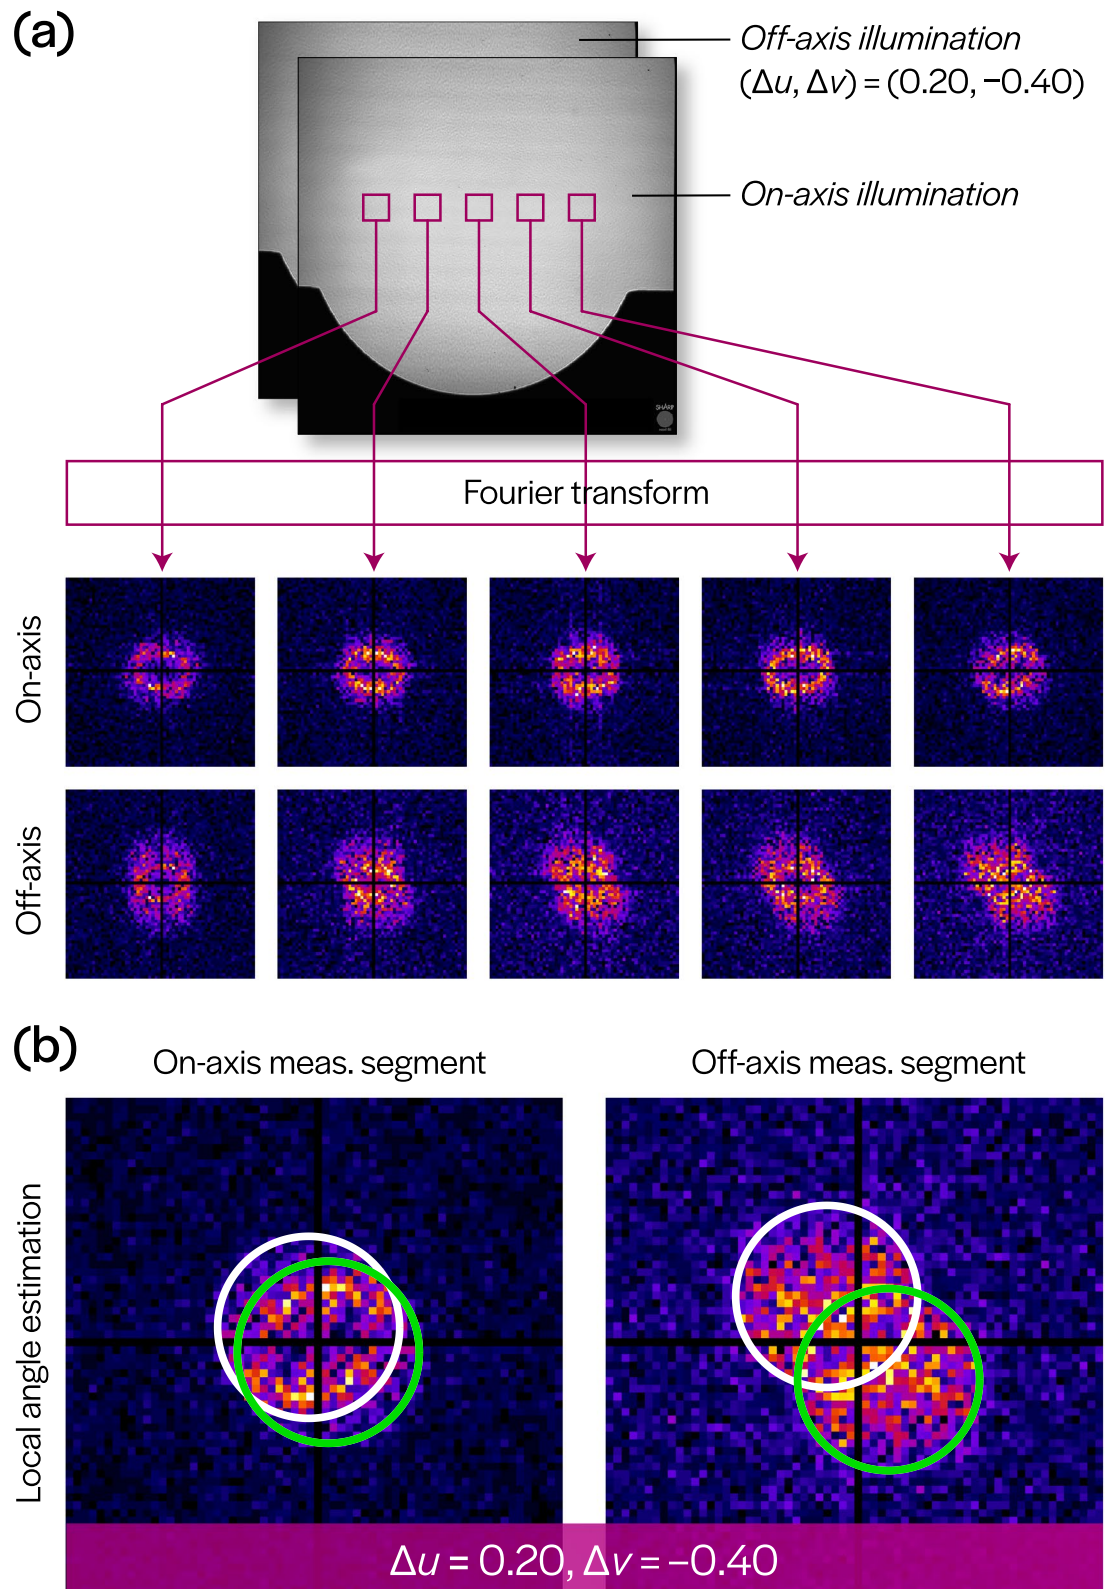 (a)
Off-axis illumination
(Δu, Δv) = (0.20, −0.40)
On-axis illumination
SHARP
Fourier transform
On-axis
Off-axis
(b)
On-axis meas. segment
Off-axis meas. segment
Local angle estimation
Δu = 0.20, Δv = −0.40